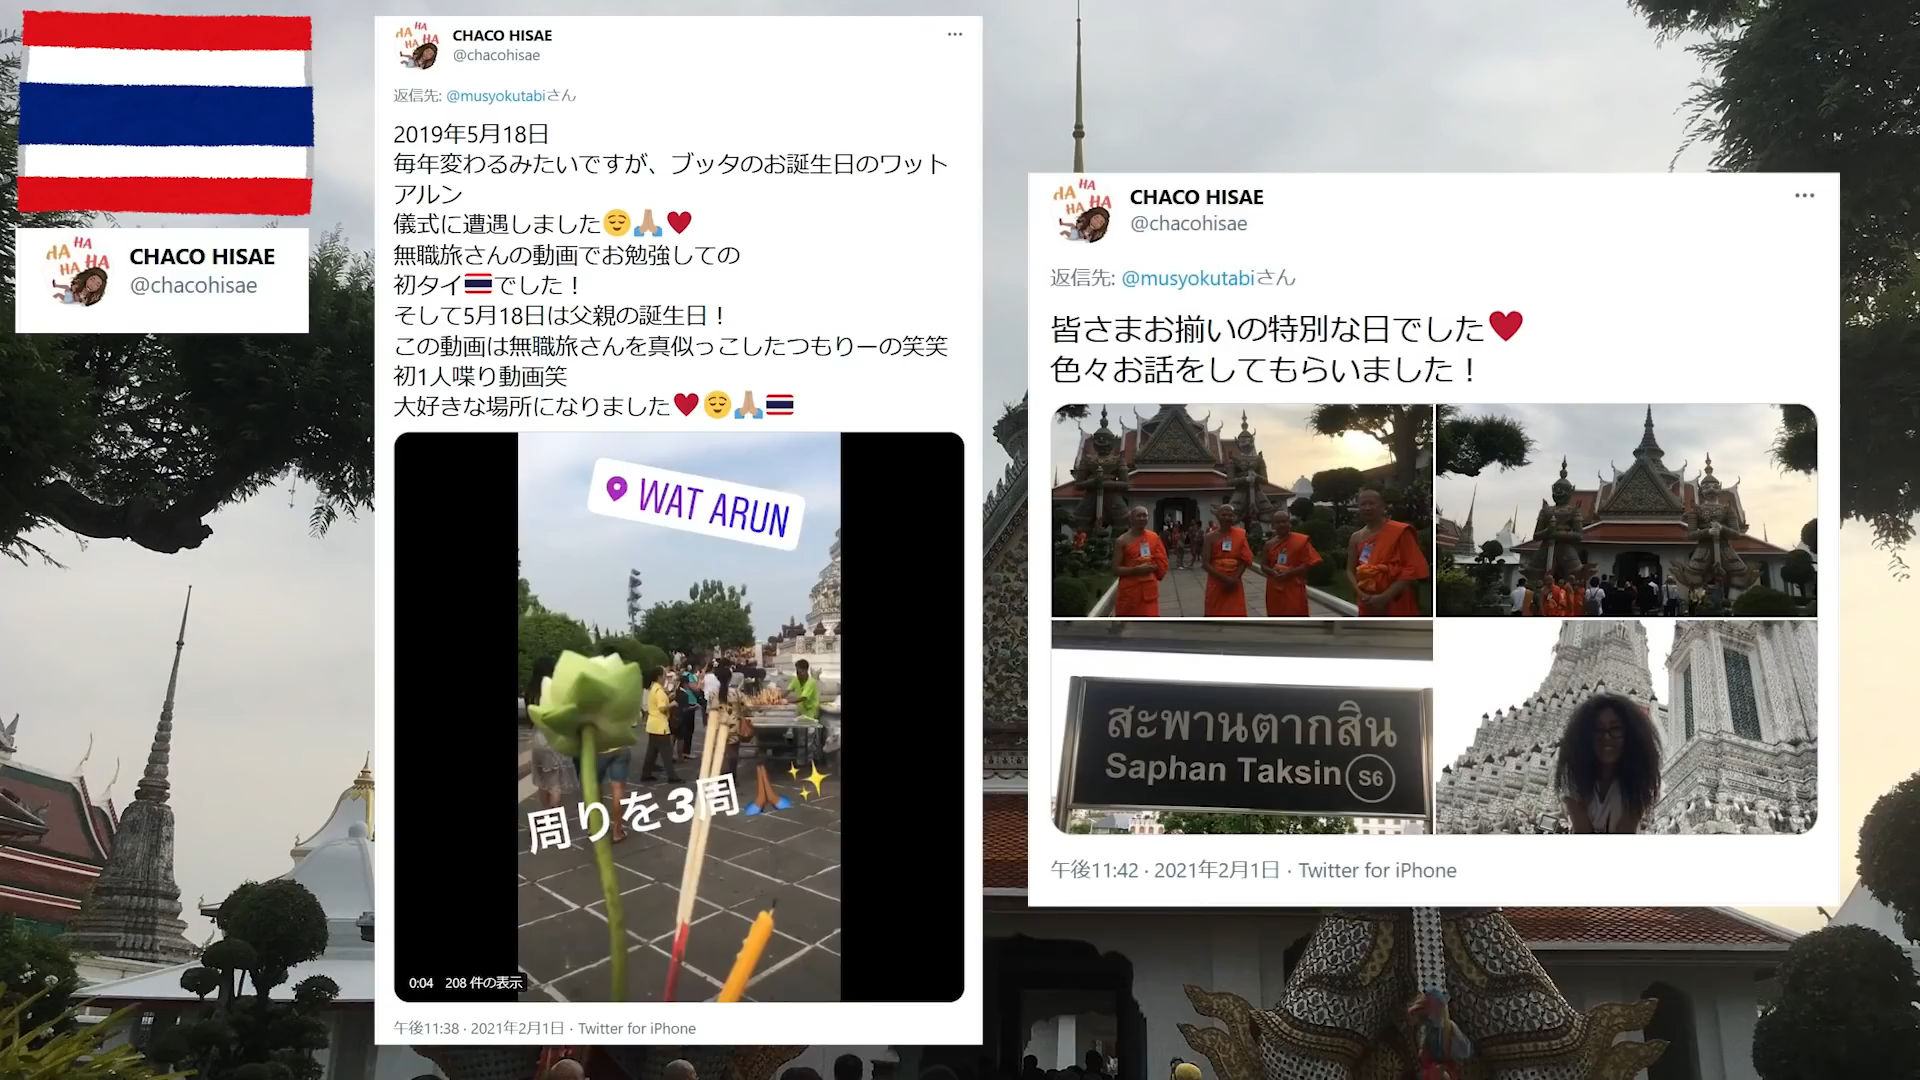 HA HA HA HA
CHACO HISAE
@chacohisae
HA HA HA HA
CHACO HISAE
@chacohisae
返信先: @musyokutabiさん
2019年5月18日
毎年変わるみたいですが、ブッタのお誕生日のワット
アルン
儀式に遭遇しました😌🙏🏼❤️
無職旅さんの動画でお勉強しての
初タイ🇹🇭でした！
そして5月18日は父親の誕生日！
この動画は無職旅さんを真似っこしたつもりーの笑笑
初1人喋り動画笑
大好きな場所になりました❤️😌🙏🏼🇹🇭
WAT ARUN
周りを3周🙏🏾✨
0:04 208 件の表示
午後11:38 · 2021年2月1日 · Twitter for iPhone
HA HA HA HA
CHACO HISAE
@chacohisae
返信先: @musyokutabiさん
皆さまお揃いの特別な日でした❤️
色々お話をしてもらいました！
สะพานตากสิน
Saphan Taksin S6
午後11:42 · 2021年2月1日 · Twitter for iPhone